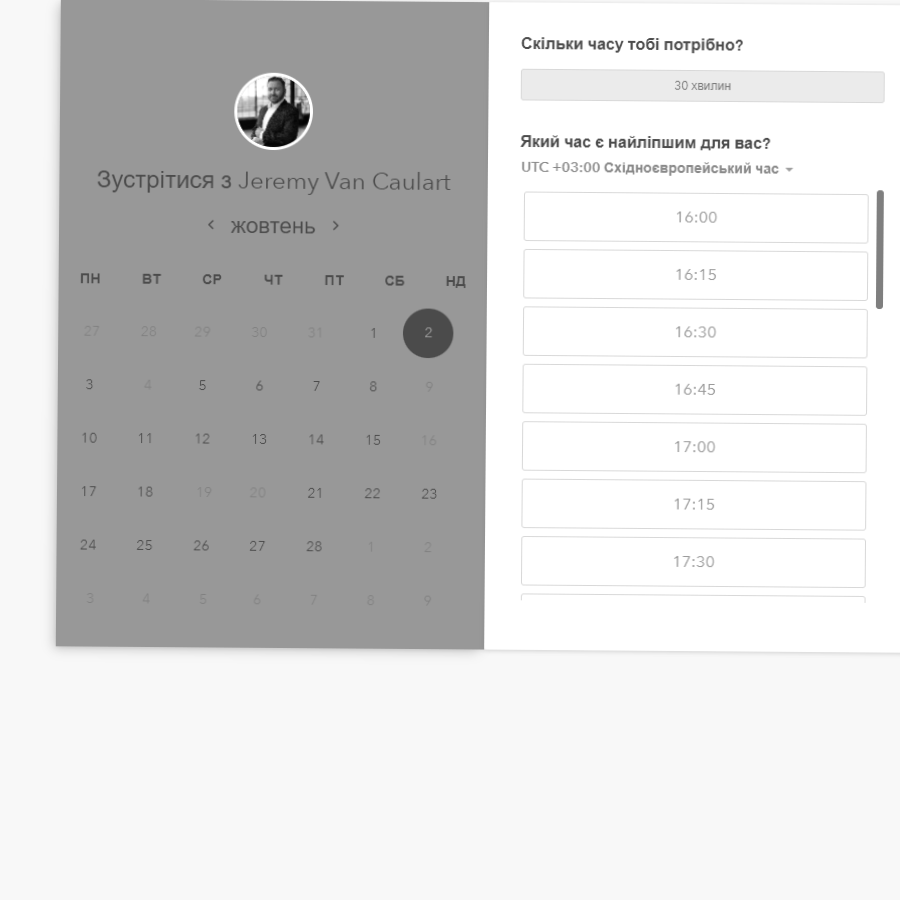 Зустрітися з Jeremy Van Caulart
жовтень
ПН ВТ СР ЧТ ПТ СБ НД
27 28 29 30 31 1 2
3 4 5 6 7 8 9
10 11 12 13 14 15 16
17 18 19 20 21 22 23
24 25 26 27 28 1 2
3 4 5 6 7 8 9
Скільки часу тобі потрібно?
30 хвилин
Який час є найліпшим для вас?
UTC +03:00 Східноєвропейський час
16:00
16:15
16:30
16:45
17:00
17:15
17:30